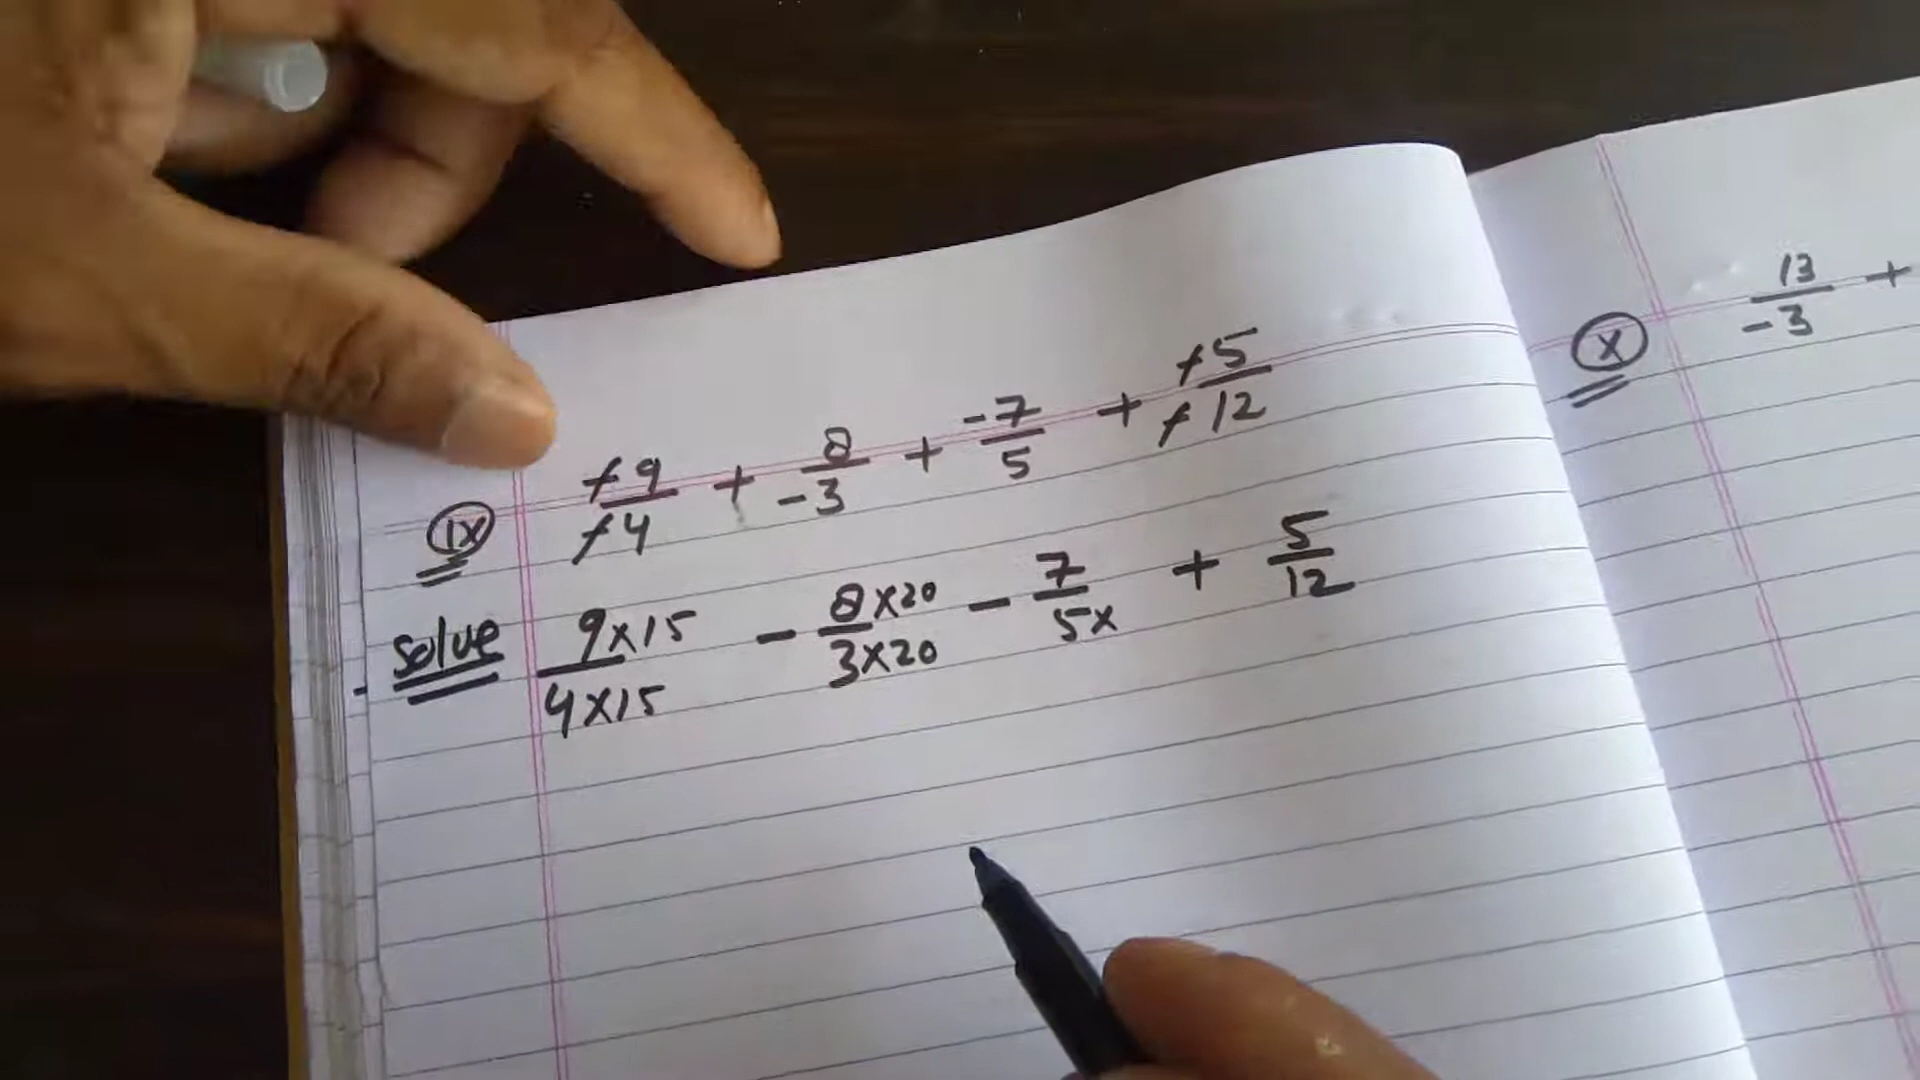 (ix) -9/-4 + 8/-3 + -7/5 + -5/-12
solve 9×15/4×15 - 8×20/3×20 - 7/5× + 5/12
(x) 13/-3 +